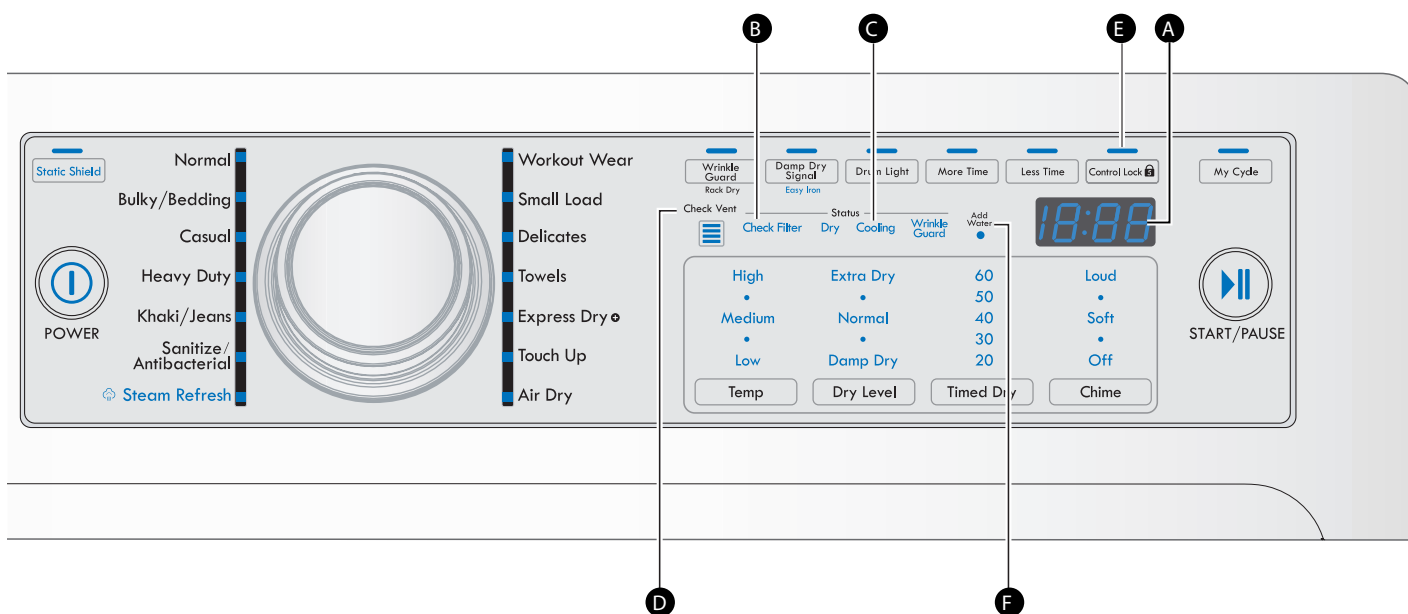 B
C
E
A
Static Shield
POWER
Normal
Bulky/Bedding
Casual
Heavy Duty
Khaki/Jeans
Sanitize/
Antibacterial
Steam Refresh
Workout Wear
Small Load
Delicates
Towels
Express Dry
Touch Up
Air Dry
Wrinkle
Guard
Rack Dry
Damp Dry
Signal
Easy Iron
Drum Light
More Time
Less Time
Control Lock
My Cycle
Check Vent
Status
Check Filter
Dry
Cooling
Wrinkle
Guard
Add
Water
18:88
High
Medium
Low
Temp
Extra Dry
Normal
Damp Dry
Dry Level
60
50
40
30
20
Timed Dry
Loud
Soft
Off
Chime
START/PAUSE
D
F